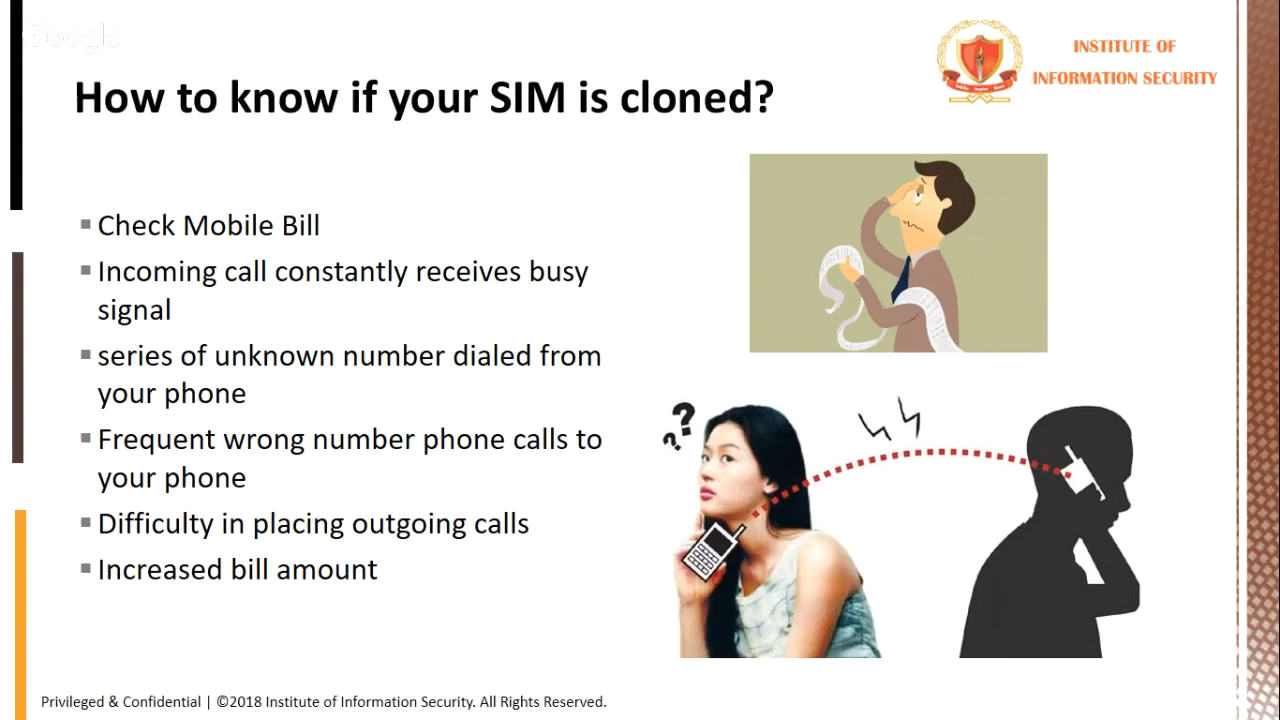 Google
INSTITUTE OF
INFORMATION SECURITY
How to know if your SIM is cloned?
Check Mobile Bill
Incoming call constantly receives busy
signal
series of unknown number dialed from
your phone
Frequent wrong number phone calls to
your phone
Difficulty in placing outgoing calls
Increased bill amount
??
Privileged & Confidential | ©2018 Institute of Information Security. All Rights Reserved.